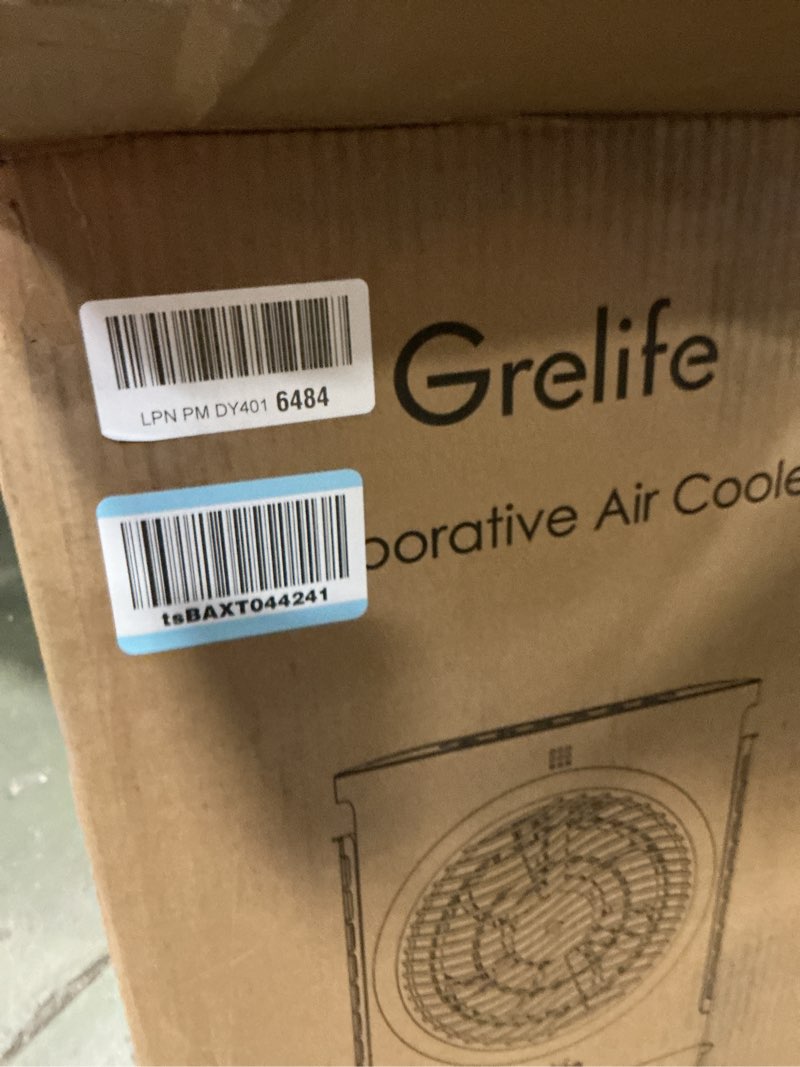 LPN PM DY401 6484
Grelife
porative Air Coole
tsBAXT044241